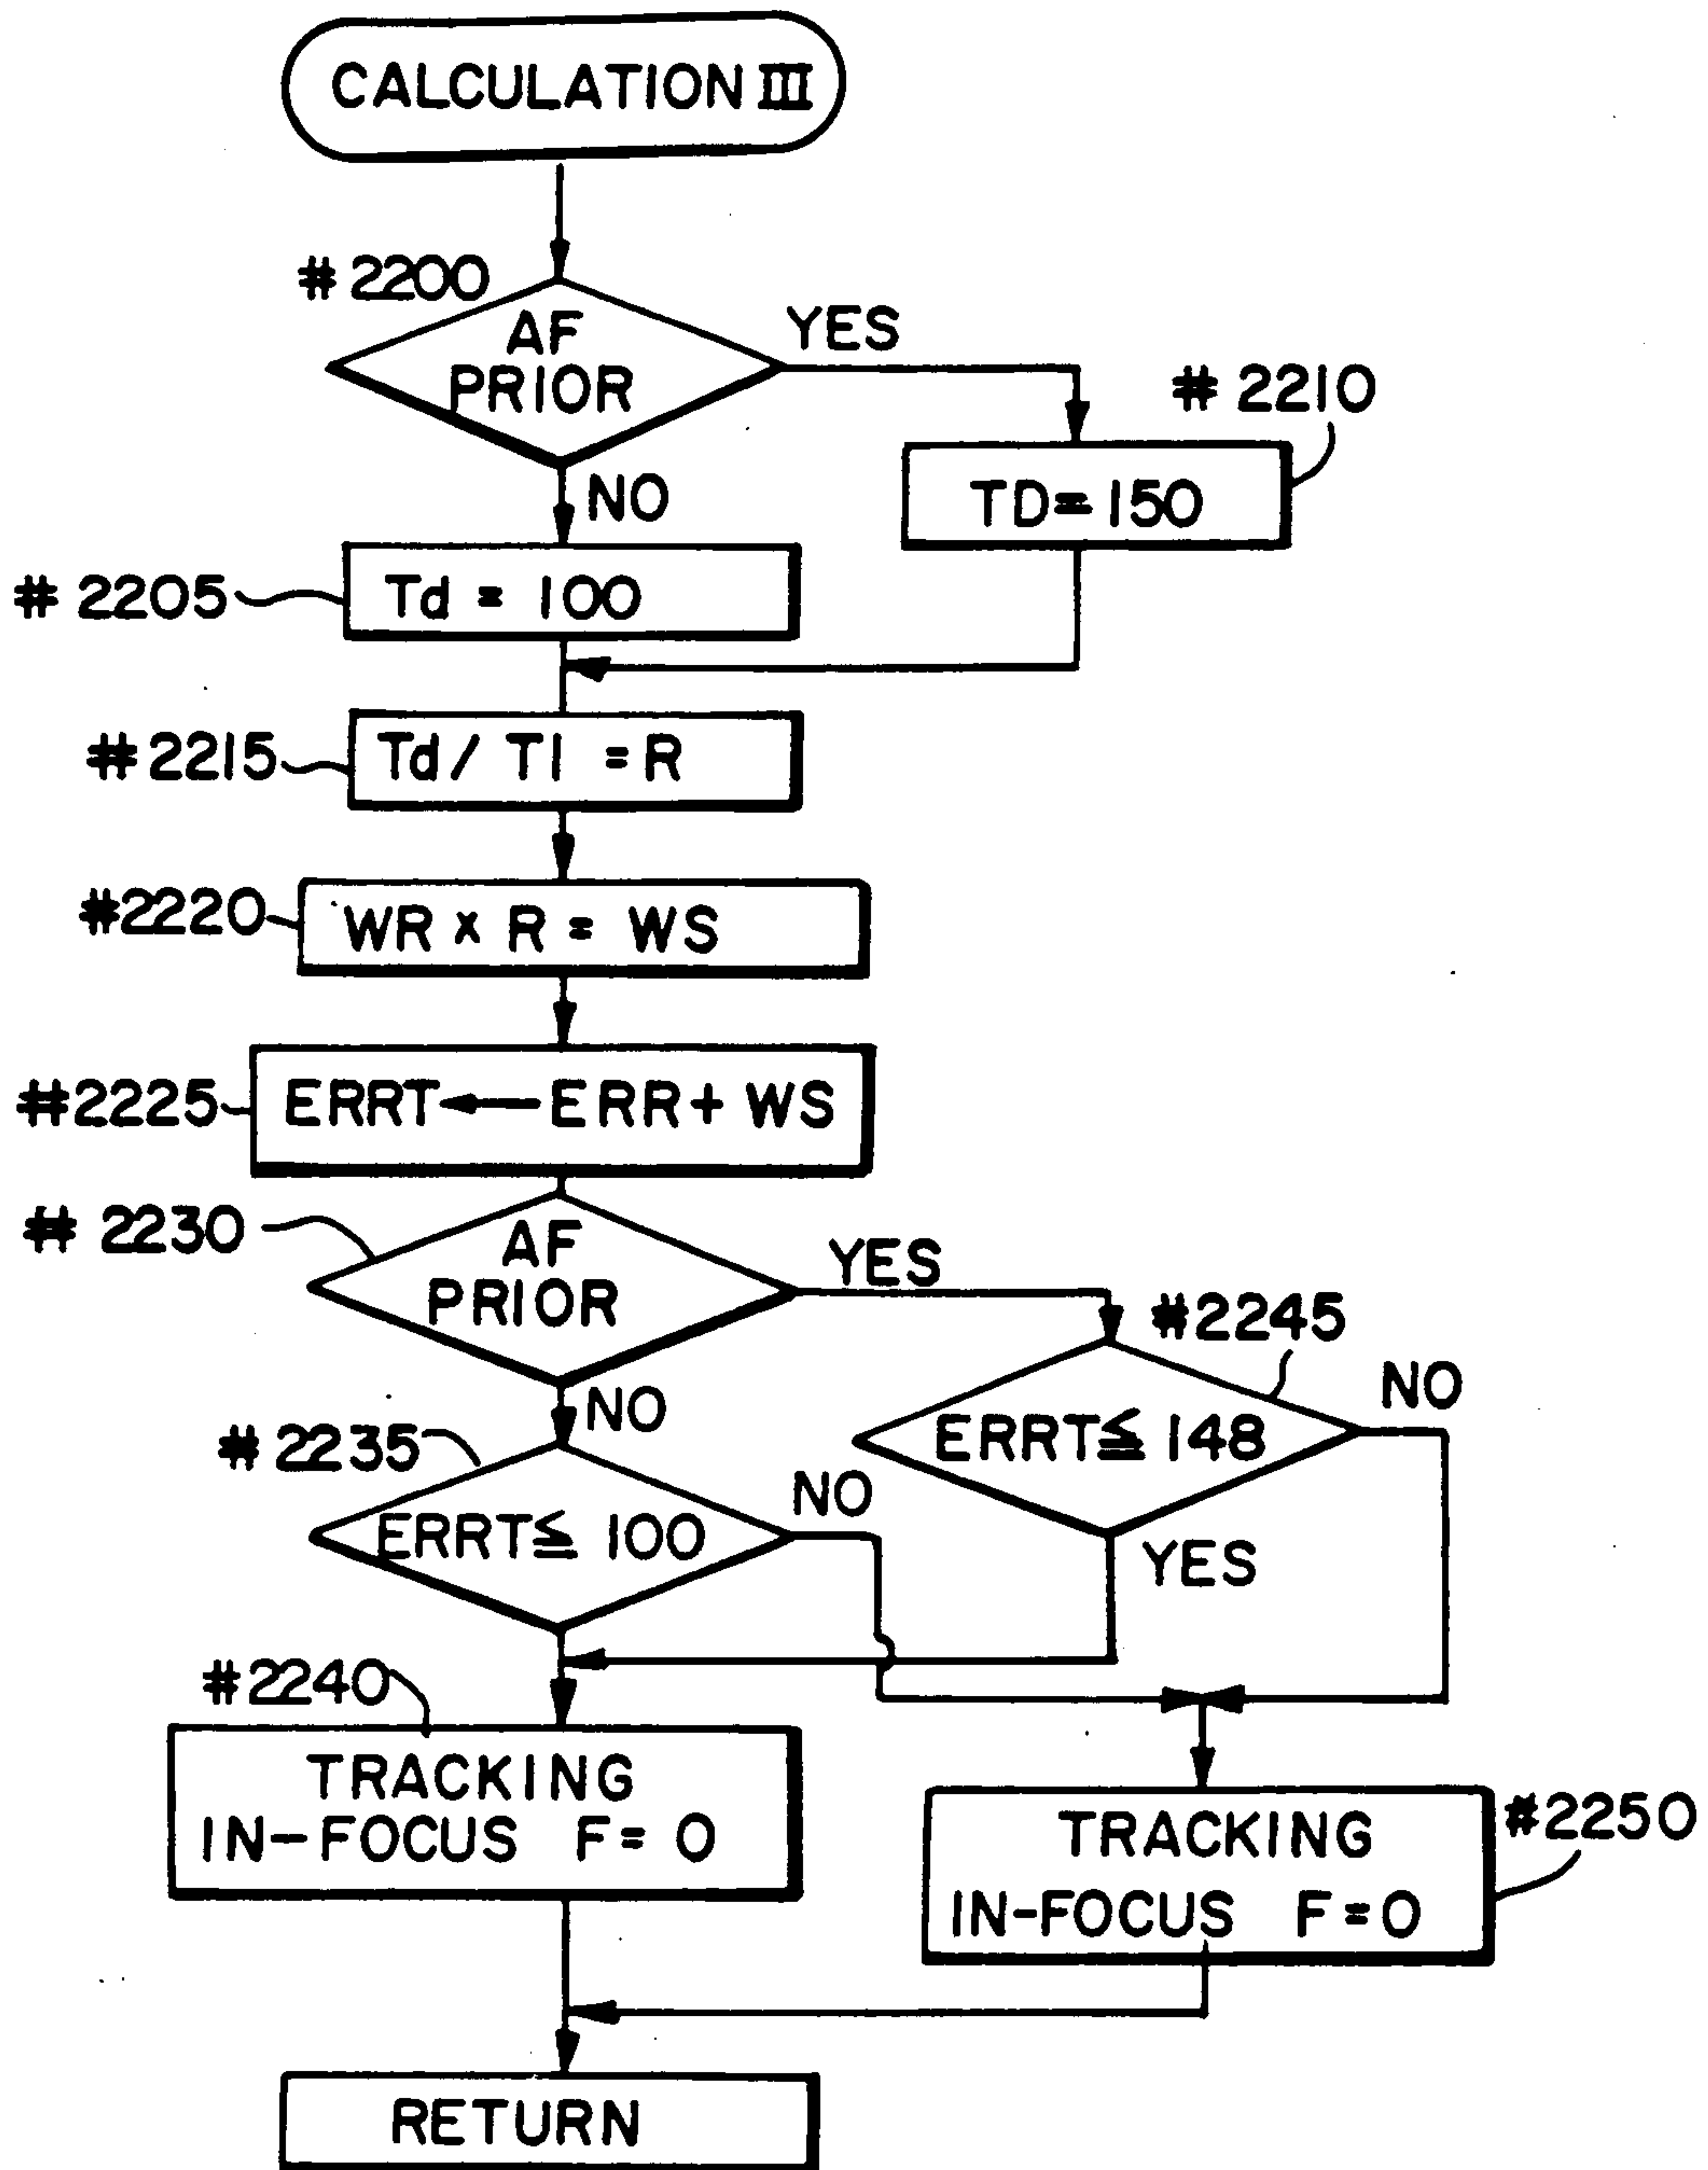 CALCULATION III
#2200
AF
PRIOR
YES
#2210
TD=150
NO
#2205
Td = 100
#2215
Td / TI = R
#2220
WR x R = WS
#2225
ERRT ← ERR + WS
#2230
AF
PRIOR
YES
#2245
NO
NO
ERRT ≦ 148
#2235
NO
ERRT ≦ 100
YES
#2240
TRACKING
IN-FOCUS F = 0
TRACKING
IN-FOCUS F = 0
#2250
RETURN